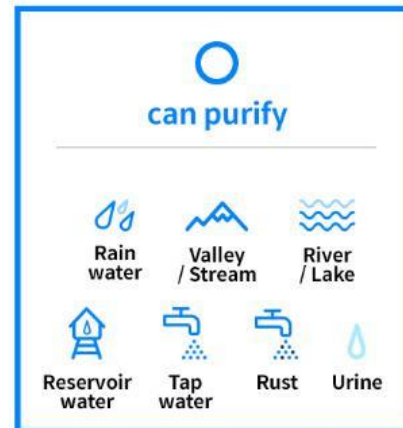 can purify
Rain
water
Valley
/ Stream
River
/ Lake
Reservoir
water
Tap
water
Rust
Urine